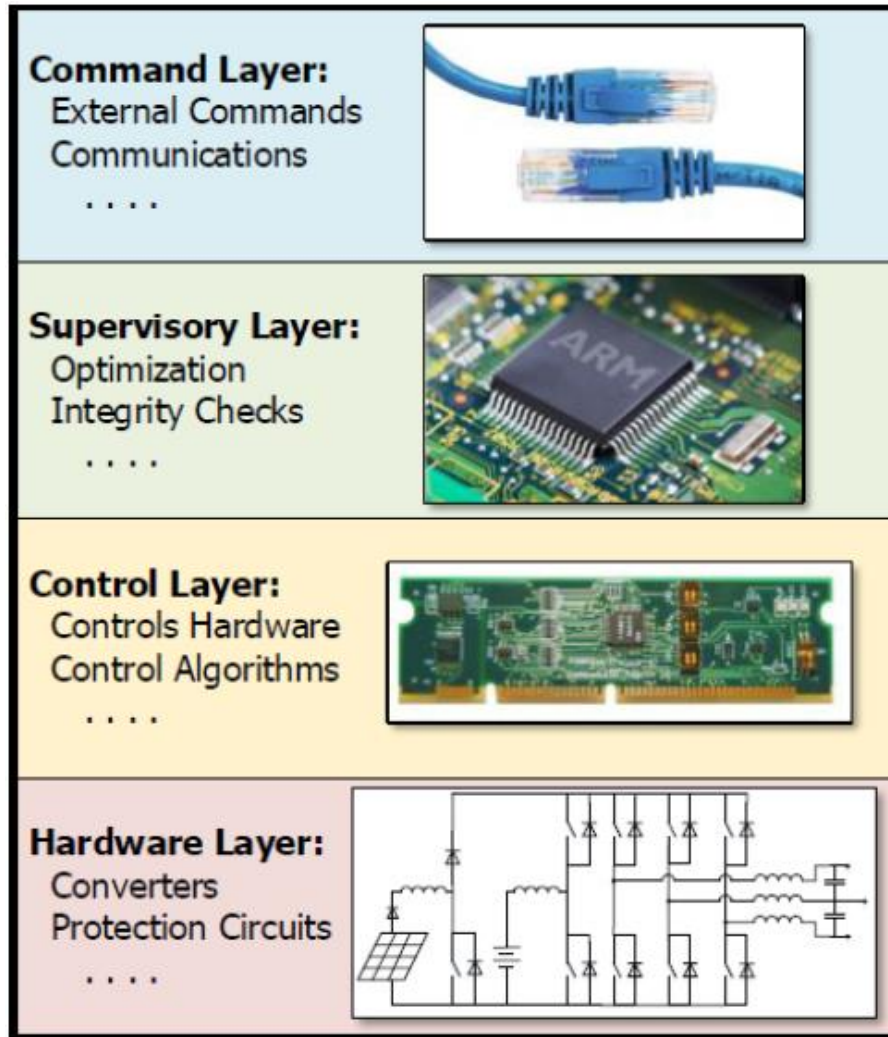 Command Layer:
External Commands
Communications
. . . .
Supervisory Layer:
Optimization
Integrity Checks
. . . .
ARM
Control Layer:
Controls Hardware
Control Algorithms
. . . .
Hardware Layer:
Converters
Protection Circuits
. . . .